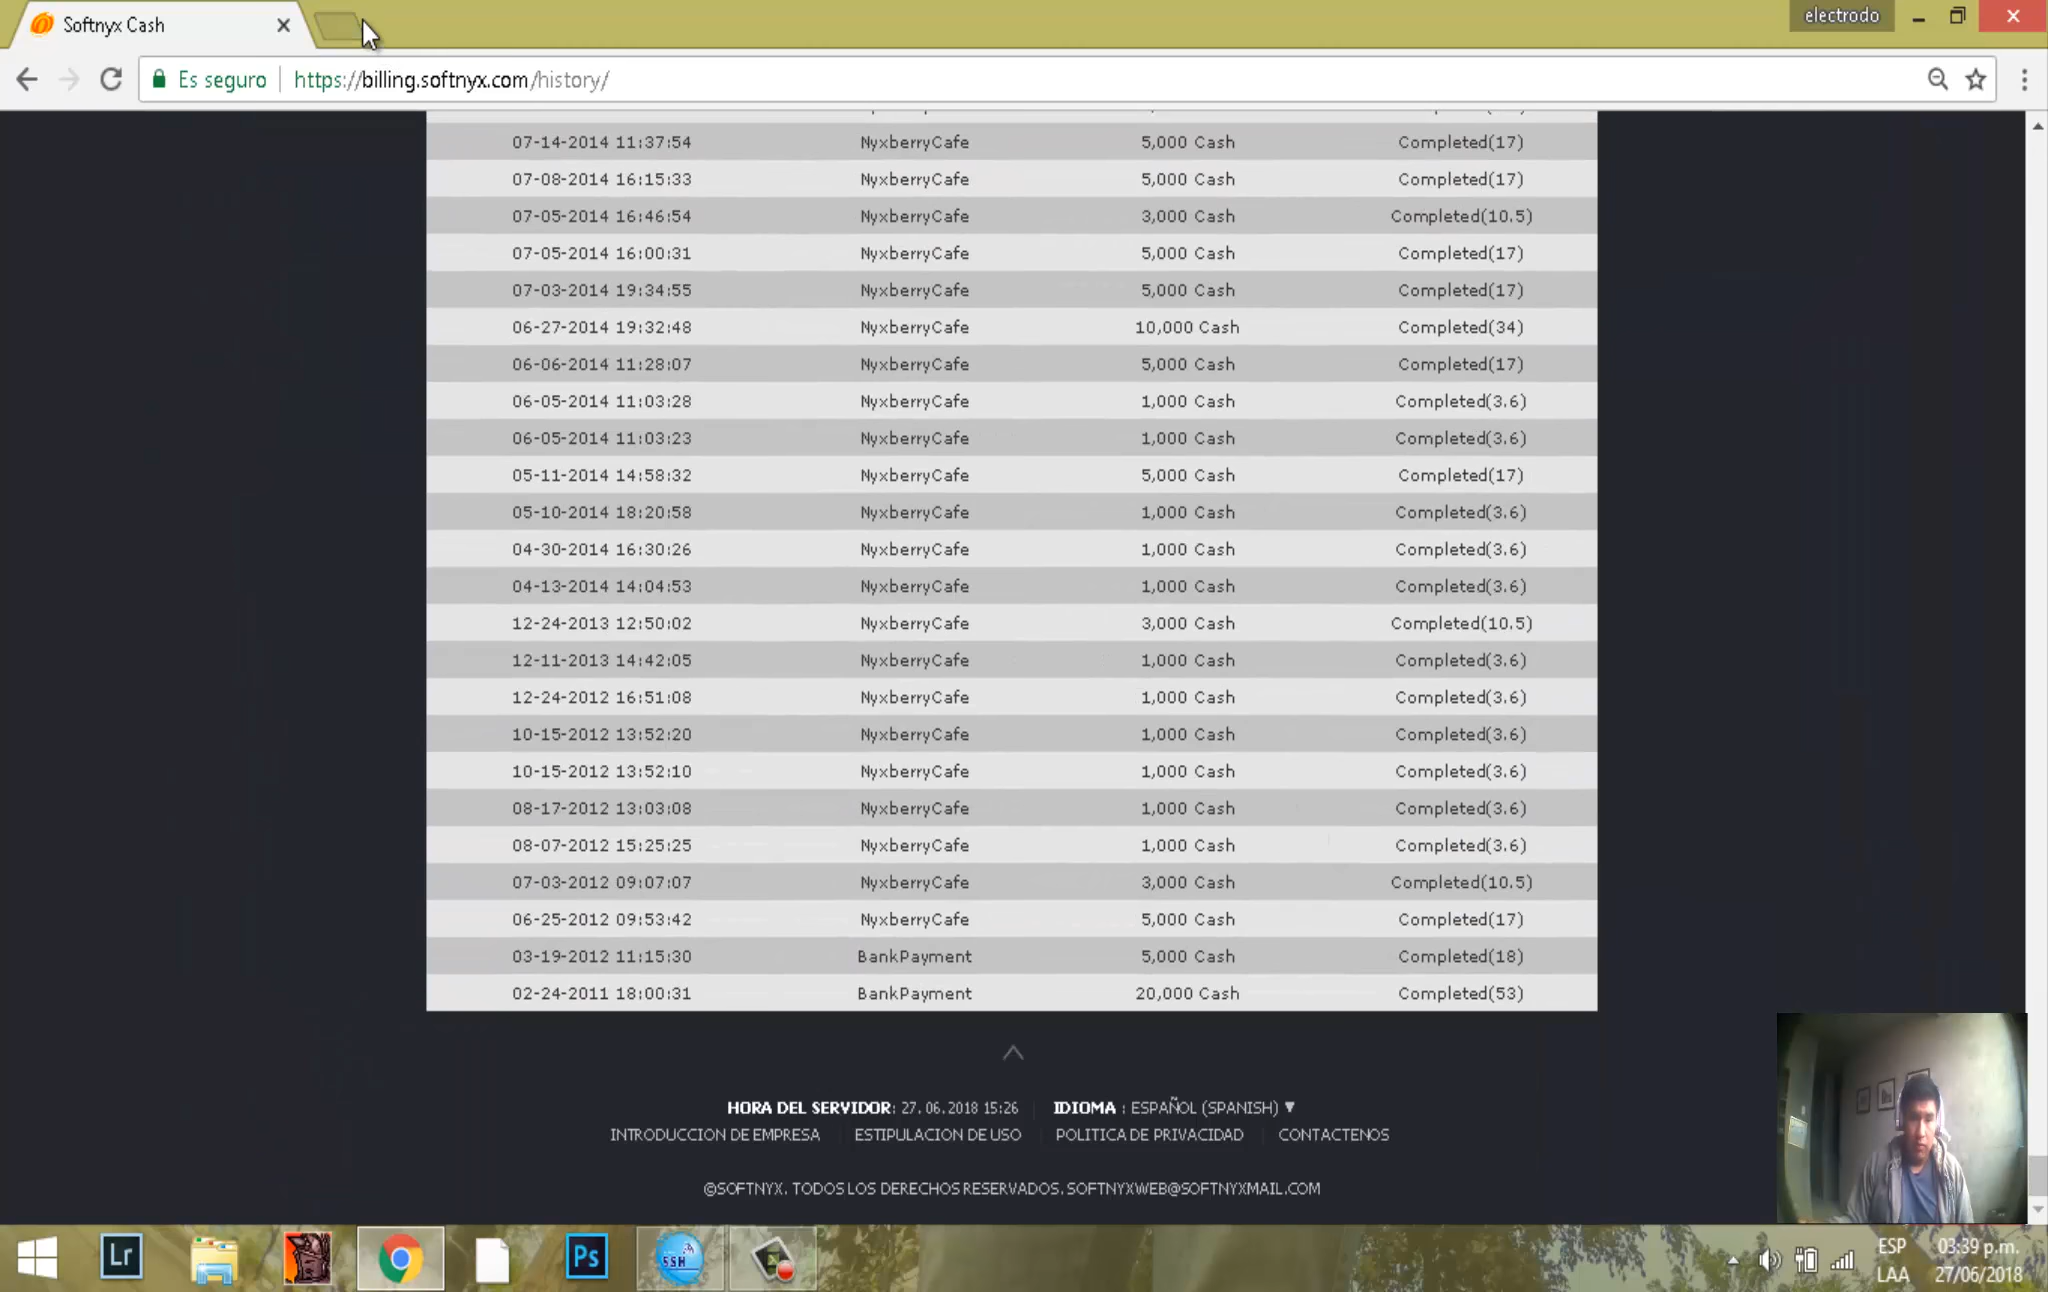 Softnyx Cash
electrodo
Es seguro https://billing.softnyx.com/history/
07-14-2014 11:37:54 NyxberryCafe 5,000 Cash Completed(17)
07-08-2014 16:15:33 NyxberryCafe 5,000 Cash Completed(17)
07-05-2014 16:46:54 NyxberryCafe 3,000 Cash Completed(10.5)
07-05-2014 16:00:31 NyxberryCafe 5,000 Cash Completed(17)
07-03-2014 19:34:55 NyxberryCafe 5,000 Cash Completed(17)
06-27-2014 19:32:48 NyxberryCafe 10,000 Cash Completed(34)
06-06-2014 11:28:07 NyxberryCafe 5,000 Cash Completed(17)
06-05-2014 11:03:28 NyxberryCafe 1,000 Cash Completed(3.6)
06-05-2014 11:03:23 NyxberryCafe 1,000 Cash Completed(3.6)
05-11-2014 14:58:32 NyxberryCafe 5,000 Cash Completed(17)
05-10-2014 18:20:58 NyxberryCafe 1,000 Cash Completed(3.6)
04-30-2014 16:30:26 NyxberryCafe 1,000 Cash Completed(3.6)
04-13-2014 14:04:53 NyxberryCafe 1,000 Cash Completed(3.6)
12-24-2013 12:50:02 NyxberryCafe 3,000 Cash Completed(10.5)
12-11-2013 14:42:05 NyxberryCafe 1,000 Cash Completed(3.6)
12-24-2012 16:51:08 NyxberryCafe 1,000 Cash Completed(3.6)
10-15-2012 13:52:20 NyxberryCafe 1,000 Cash Completed(3.6)
10-15-2012 13:52:10 NyxberryCafe 1,000 Cash Completed(3.6)
08-17-2012 13:03:08 NyxberryCafe 1,000 Cash Completed(3.6)
08-07-2012 15:25:25 NyxberryCafe 1,000 Cash Completed(3.6)
07-03-2012 09:07:07 NyxberryCafe 3,000 Cash Completed(10.5)
06-25-2012 09:53:42 NyxberryCafe 5,000 Cash Completed(17)
03-19-2012 11:15:30 BankPayment 5,000 Cash Completed(18)
02-24-2011 18:00:31 BankPayment 20,000 Cash Completed(53)
HORA DEL SERVIDOR: 27.06.2018 15:26 IDIOMA : ESPAÑOL (SPANISH) ▼
INTRODUCCION DE EMPRESA ESTIPULACION DE USO POLITICA DE PRIVACIDAD CONTACTENOS
©SOFTNYX. TODOS LOS DERECHOS RESERVADOS. SOFTNYXWEB@SOFTNYXMAIL.COM
Lr
Ps
SSH
ESP 03:39 p.m.
LAA 27/06/2018